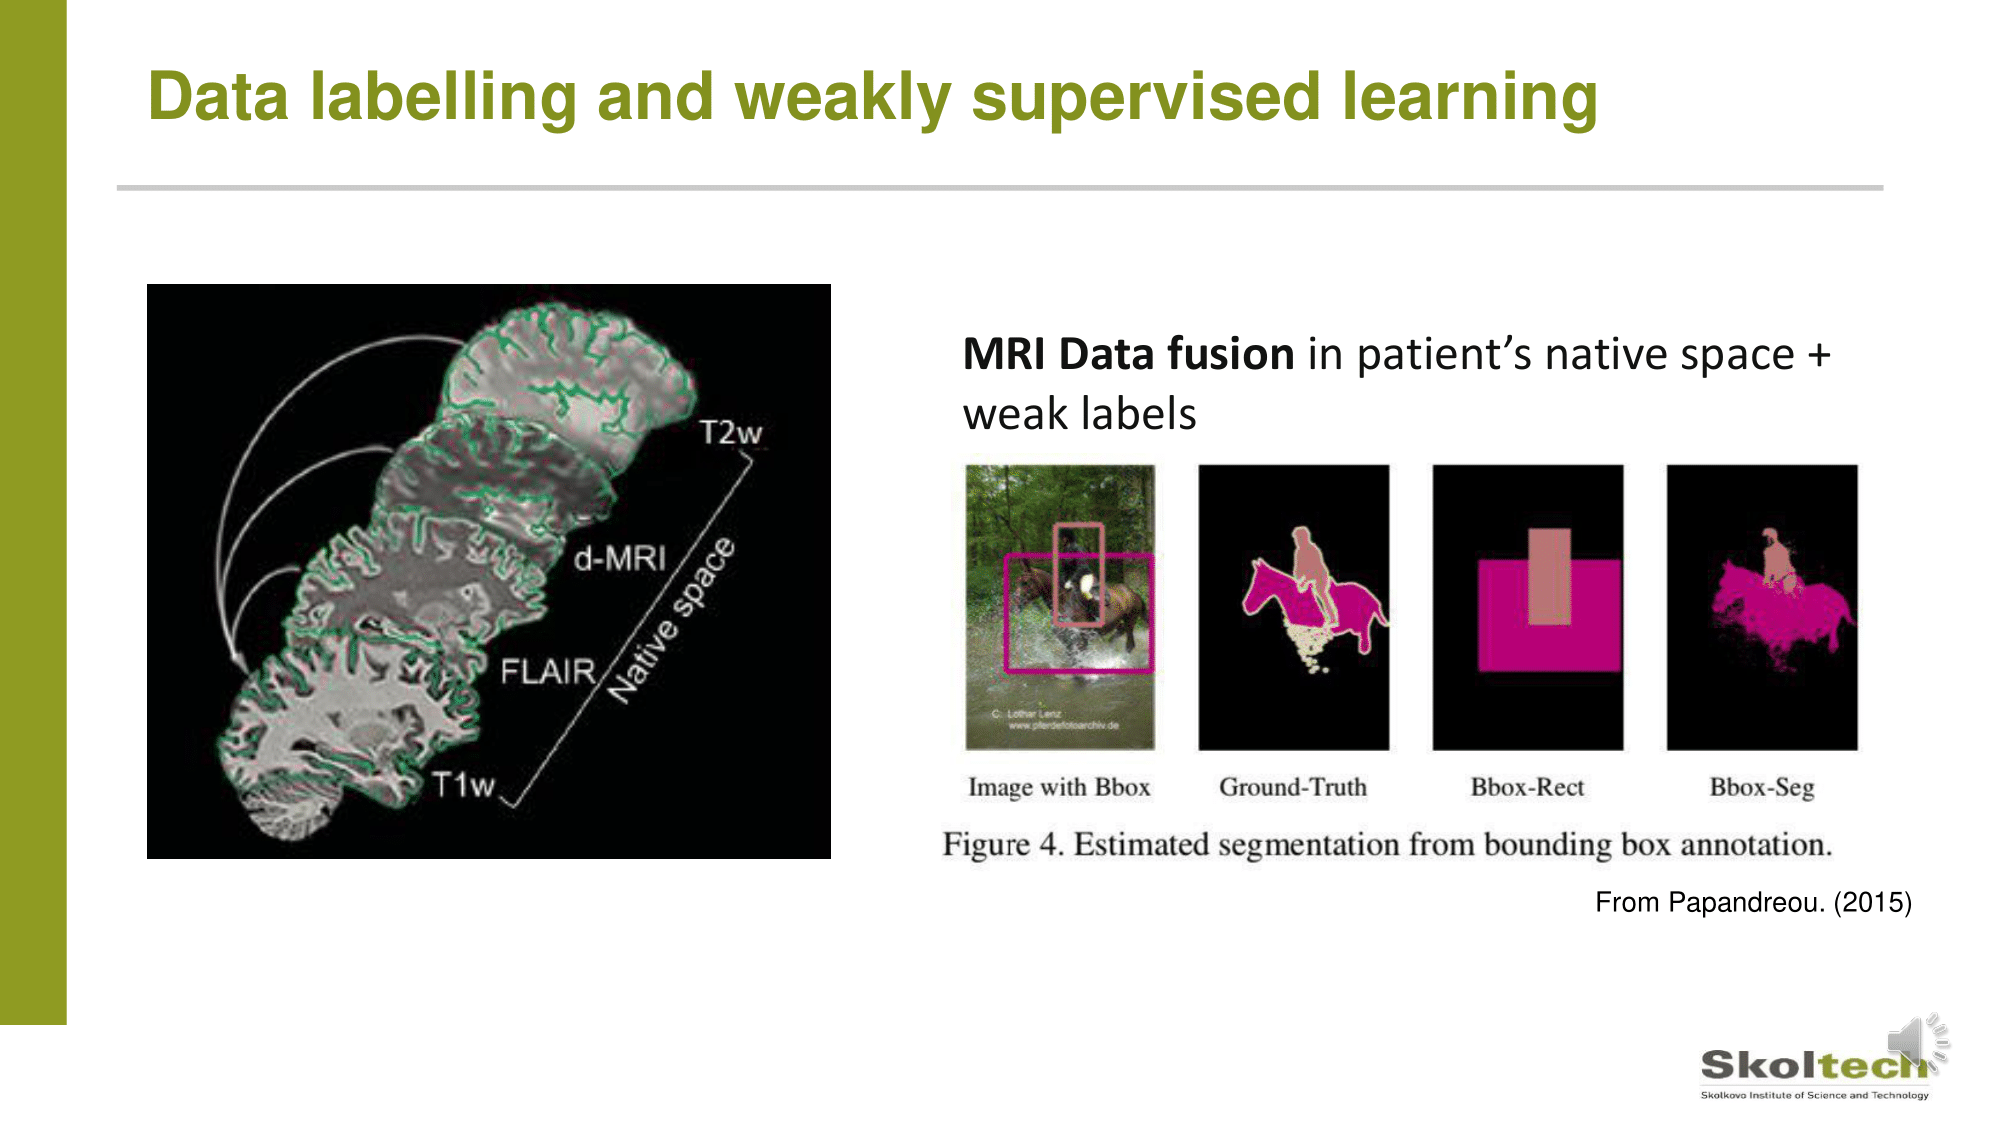 Data labelling and weakly supervised learning
T2w
d-MRI
Native space
FLAIR
T1w
MRI Data fusion in patient’s native space +
weak labels
C: Lothar Lenz
www.pferdefotoarchiv.de
Image with Bbox
Ground-Truth
Bbox-Rect
Bbox-Seg
Figure 4. Estimated segmentation from bounding box annotation.
From Papandreou. (2015)
Skoltech
Skolkovo Institute of Science and Technology